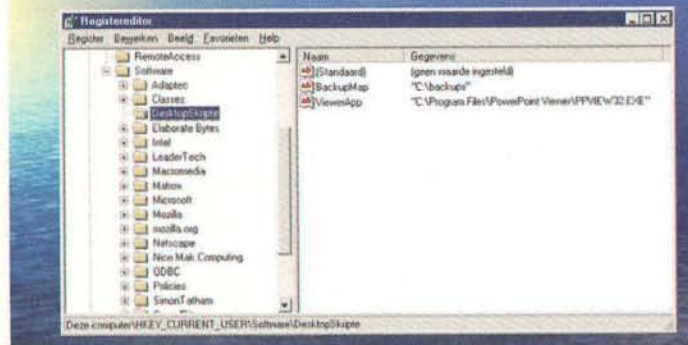 Registereditor
Register Bewerken Beeld Favorieten Help
RemoteAccess
Software
Adaptec
Classes
DesktopSkripte
Elaborate Bytes
Intel
LeaderTech
Macromedia
Matrox
Microsoft
Mozilla
mozilla.org
Netscape
Nico Mak Computing
ODBC
Policies
SimonTatham
Naam Gegevens
(Standaard) (geen waarde ingesteld)
BackupMap "C:\backups"
ViewerApp "C:\Program Files\PowerPoint Viewer\PPVIEW32.EXE"
Deze computer\HKEY_CURRENT_USER\Software\DesktopSkripte